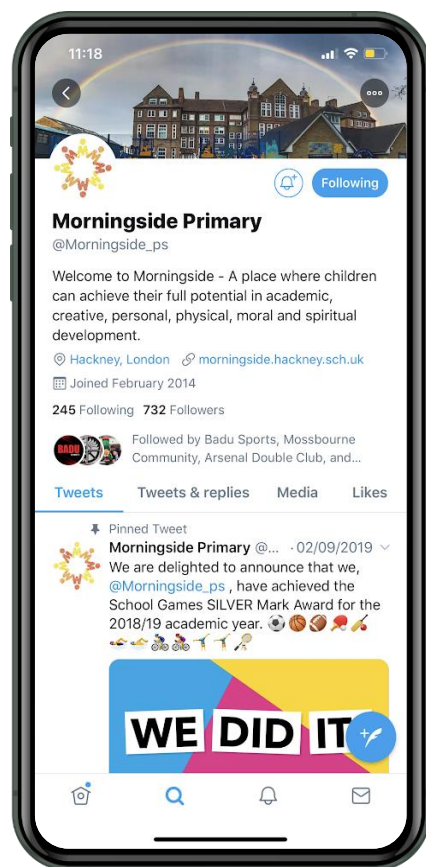 11:18
Following
Morningside Primary
@Morningside_ps
Welcome to Morningside - A place where children
can achieve their full potential in academic,
creative, personal, physical, moral and spiritual
development.
Hackney, London morningside.hackney.sch.uk
Joined February 2014
245 Following 732 Followers
BADU
Followed by Badu Sports, Mossbourne
Community, Arsenal Double Club, and...
Tweets Tweets & replies Media Likes
Pinned Tweet
Morningside Primary @... · 02/09/2019
We are delighted to announce that we,
@Morningside_ps , have achieved the
School Games SILVER Mark Award for the
2018/19 academic year. ⚽🏀🏈🏓🏏
🏊🏊🚴🚴🤸🤸🏸
WE DID IT